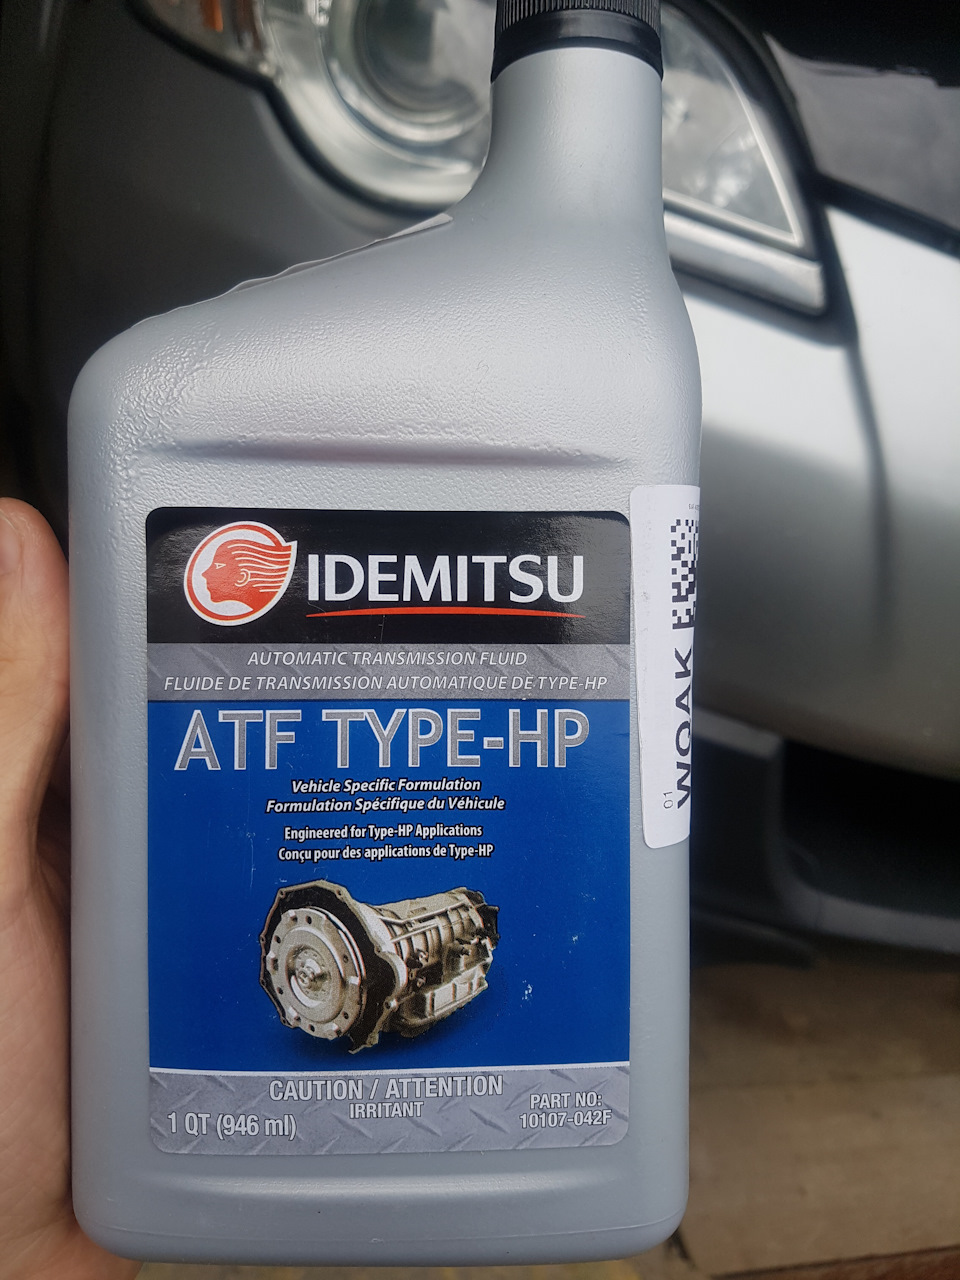 IDEMITSU
AUTOMATIC TRANSMISSION FLUID
FLUIDE DE TRANSMISSION AUTOMATIQUE DE TYPE-HP
ATF TYPE-HP
Vehicle Specific Formulation
Formulation Spécifique du Véhicule
Engineered for Type-HP Applications
Conçu pour des applications de Type-HP
CAUTION / ATTENTION
IRRITANT
1 QT (946 ml)
PART NO:
10107-042F
WQAK
01